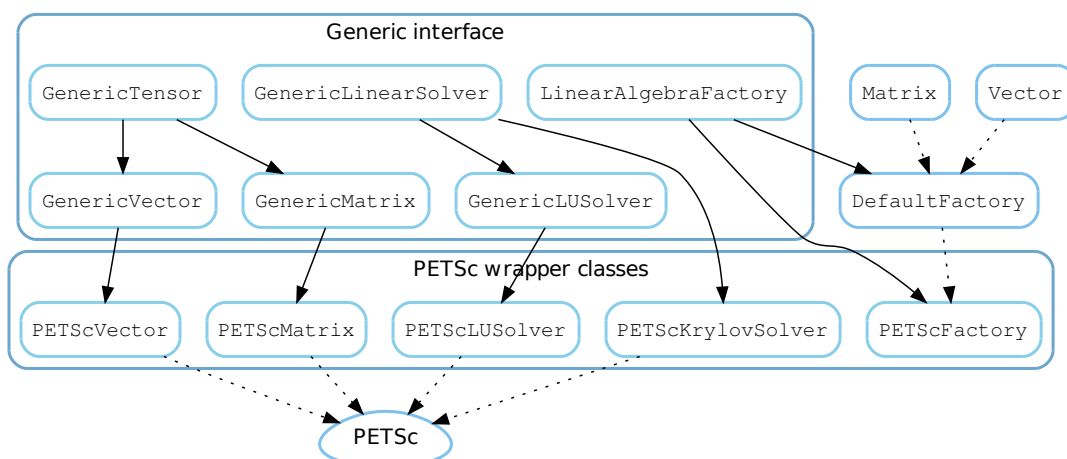 Generic interface
GenericTensor GenericLinearSolver LinearAlgebraFactory Matrix Vector
GenericVector GenericMatrix GenericLUSolver DefaultFactory
PETSc wrapper classes
PETScVector PETScMatrix PETScLUSolver PETScKrylovSolver PETScFactory
PETSc